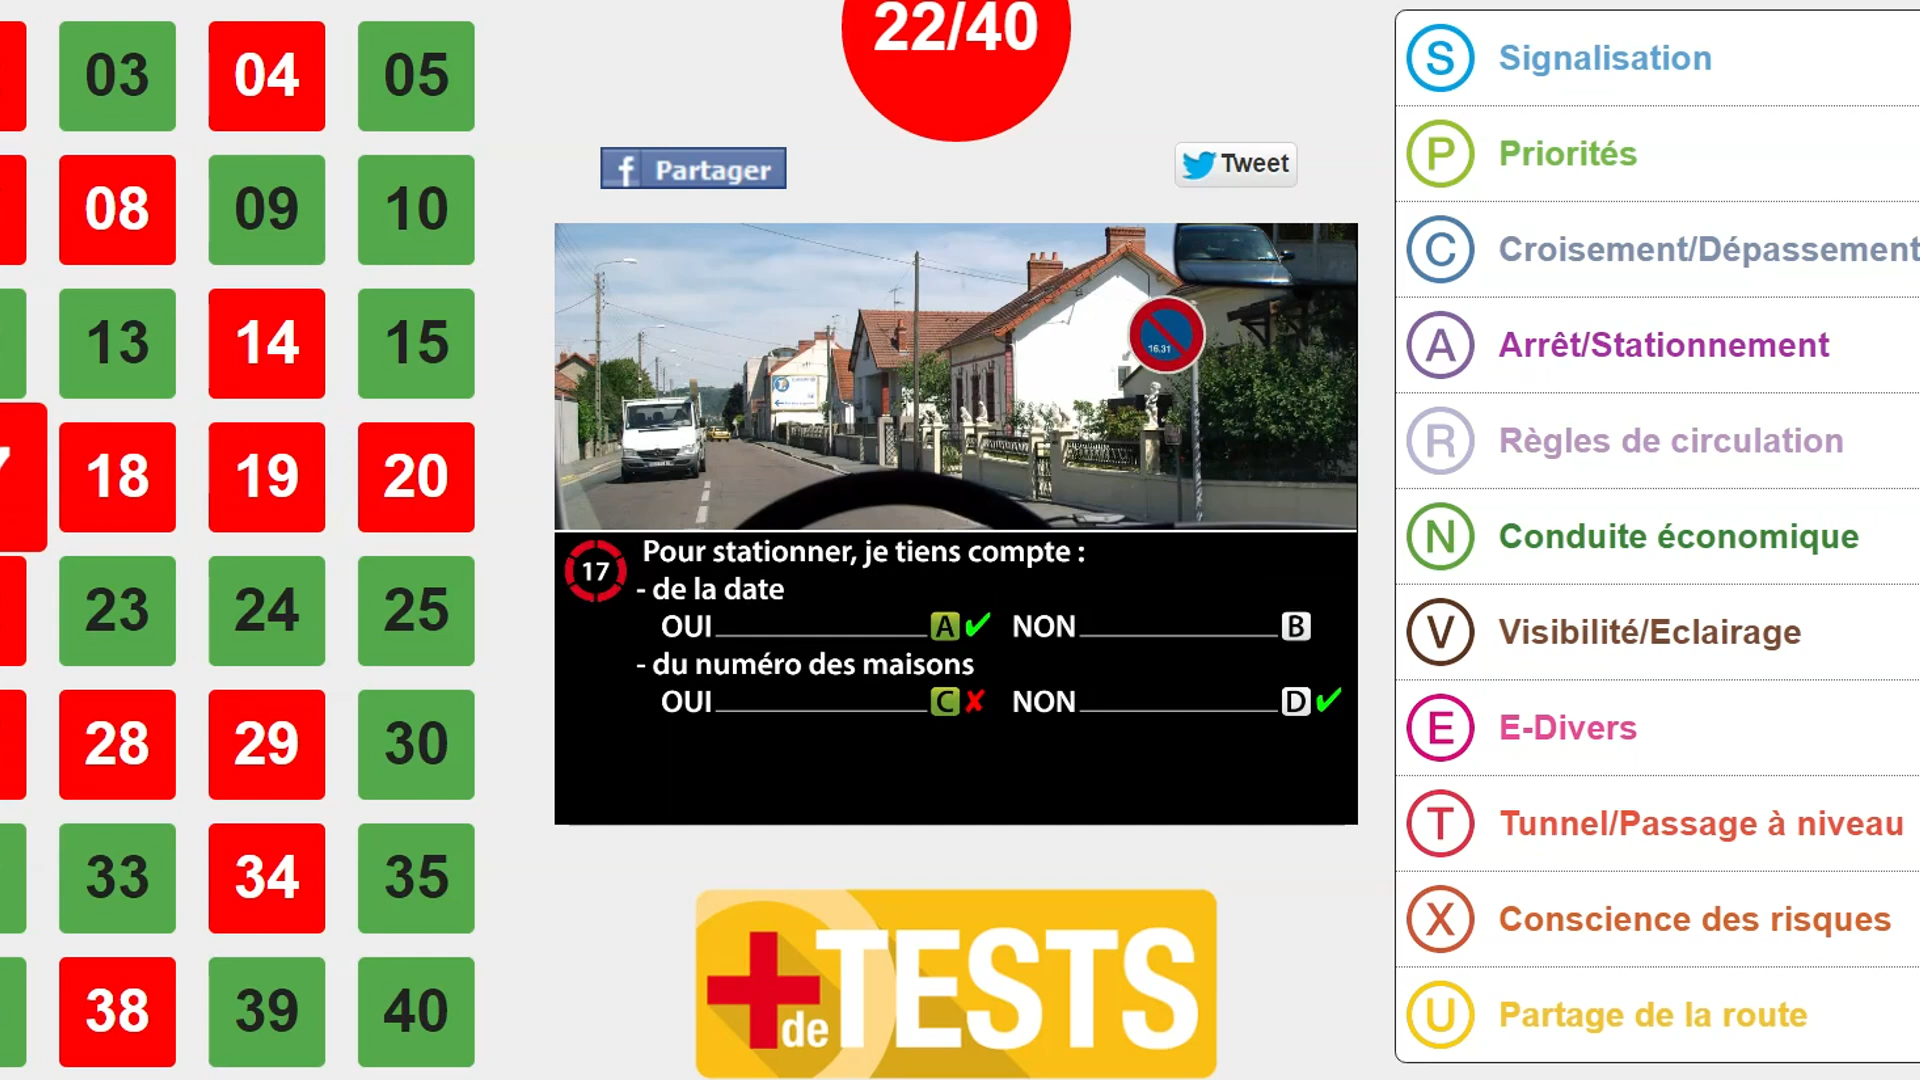 22/40
03
04
05
08
09
10
13
14
15
18
19
20
23
24
25
28
29
30
33
34
35
38
39
40
f Partager
Tweet
16.31
17
Pour stationner, je tiens compte :
- de la date
OUI A NON B
- du numéro des maisons
OUI C NON D
+ de TESTS
S Signalisation
P Priorités
C Croisement/Dépassement
A Arrêt/Stationnement
R Règles de circulation
N Conduite économique
V Visibilité/Eclairage
E E-Divers
T Tunnel/Passage à niveau
X Conscience des risques
U Partage de la route